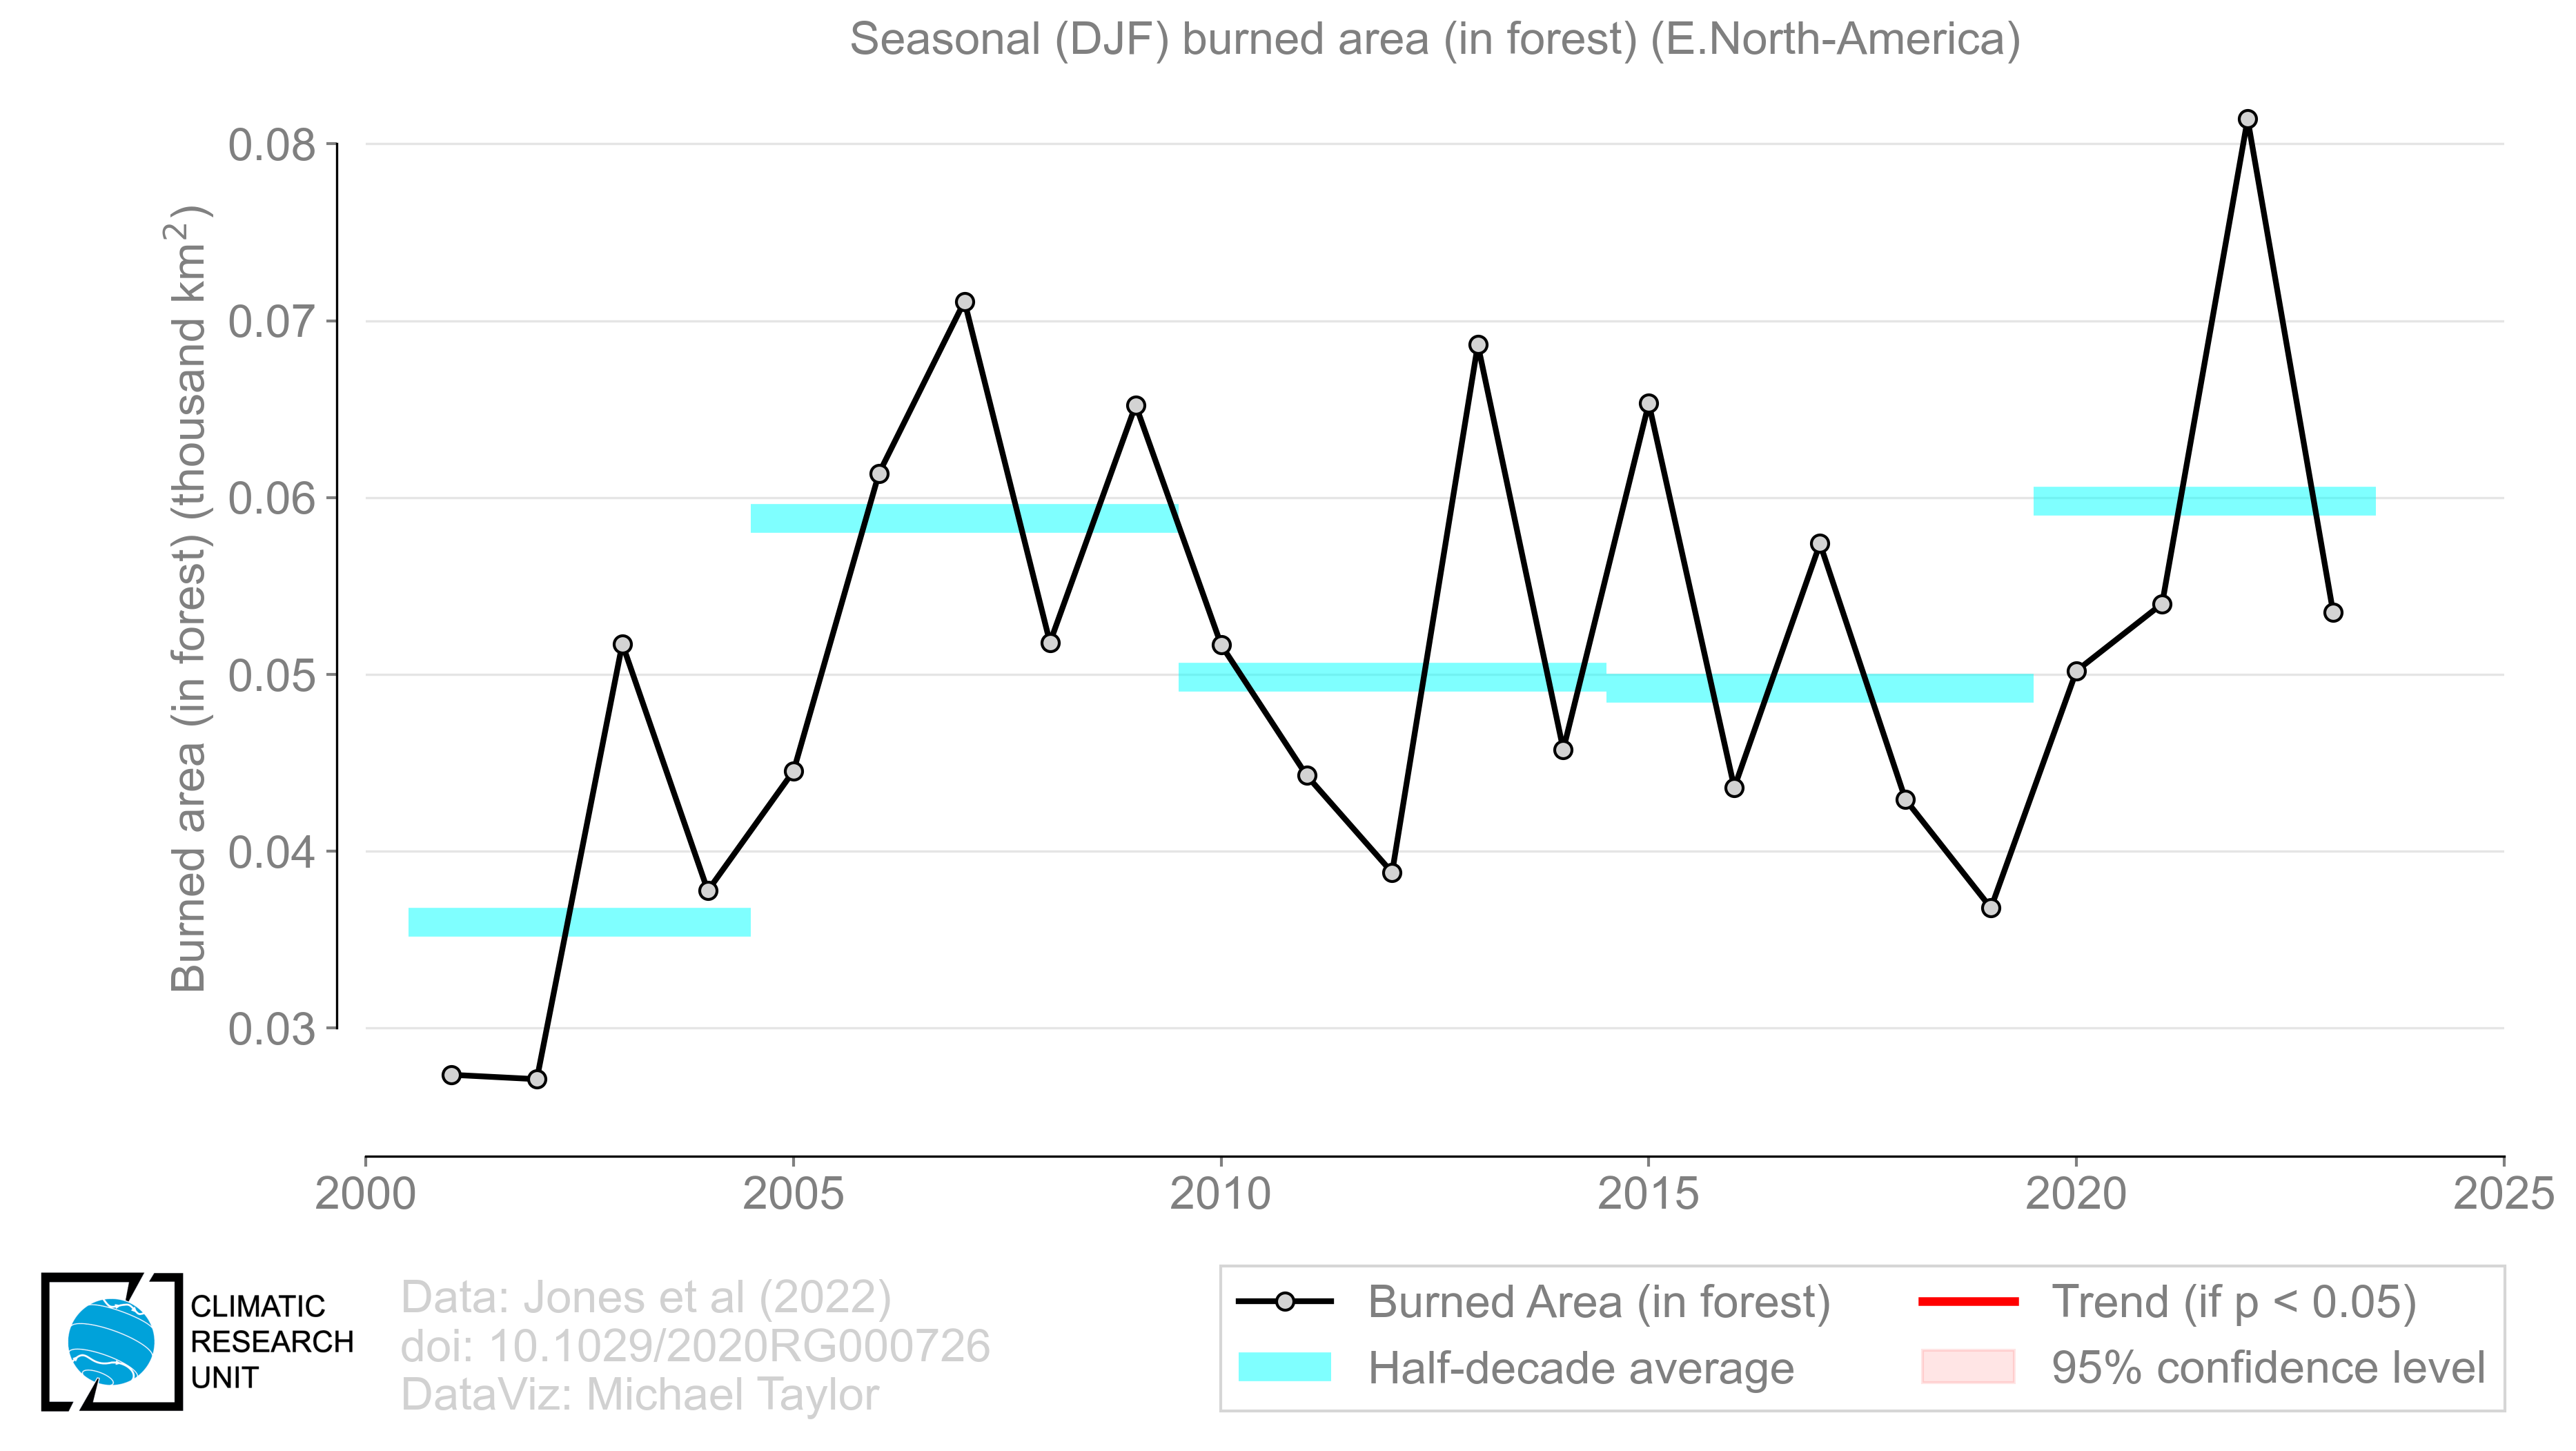 Seasonal (DJF) burned area (in forest) (E.North-America)
Burned area (in forest) (thousand km²)
0.08
0.07
0.06
0.05
0.04
0.03
2000 2005 2010 2015 2020 2025
CLIMATIC
RESEARCH
UNIT
Data: Jones et al (2022)
doi: 10.1029/2020RG000726
DataViz: Michael Taylor
Burned Area (in forest)
Half-decade average
Trend (if p < 0.05)
95% confidence level